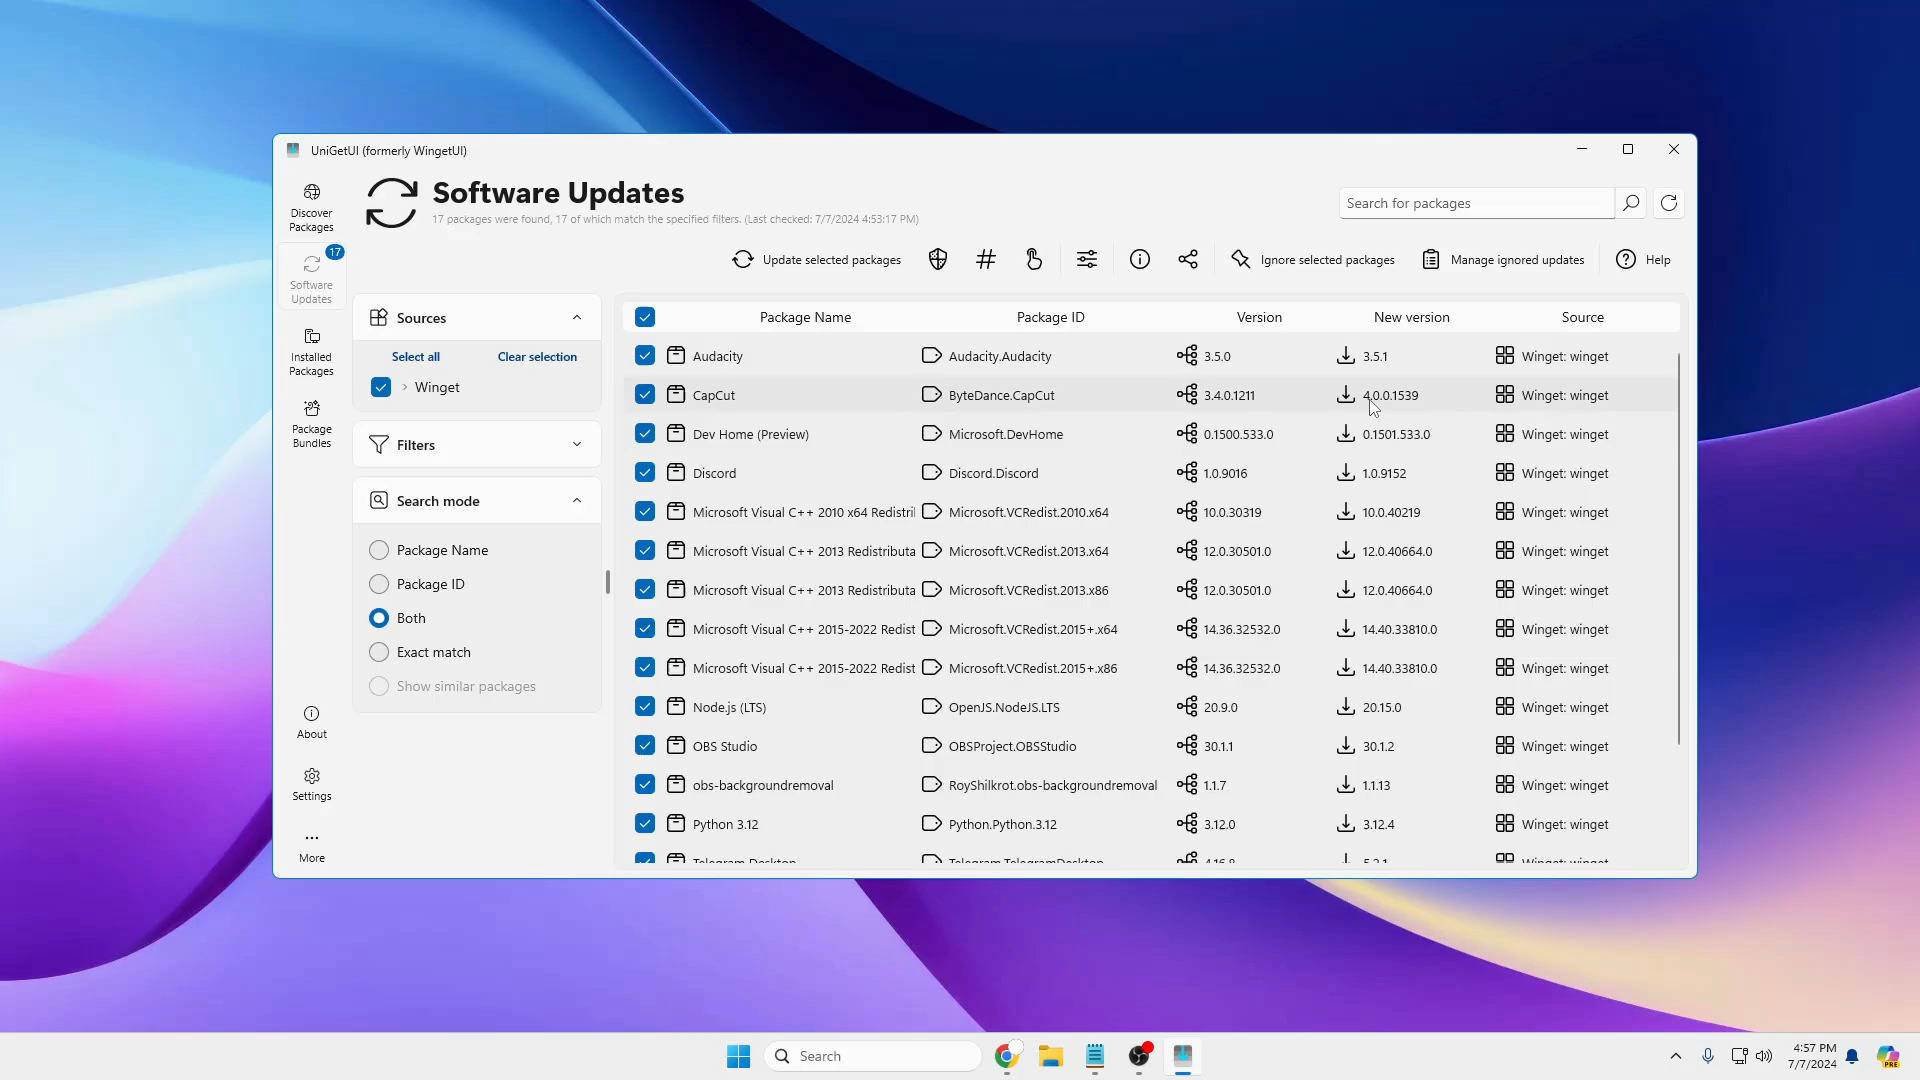 UniGetUI (formerly WingetUI)
Discover
Packages
17
Software
Updates
Installed
Packages
Package
Bundles
About
Settings
More
Software Updates
17 packages were found, 17 of which match the specified filters. (Last checked: 7/7/2024 4:53:17 PM)
Search for packages
Update selected packages
Ignore selected packages
Manage ignored updates
Help
Sources
Select all Clear selection
Winget
Filters
Search mode
Package Name
Package ID
Both
Exact match
Show similar packages
Package Name Package ID Version New version Source
Audacity Audacity.Audacity 3.5.0 3.5.1 Winget: winget
CapCut ByteDance.CapCut 3.4.0.1211 4.0.0.1539 Winget: winget
Dev Home (Preview) Microsoft.DevHome 0.1500.533.0 0.1501.533.0 Winget: winget
Discord Discord.Discord 1.0.9016 1.0.9152 Winget: winget
Microsoft Visual C++ 2010 x64 Redistri Microsoft.VCRedist.2010.x64 10.0.30319 10.0.40219 Winget: winget
Microsoft Visual C++ 2013 Redistributa Microsoft.VCRedist.2013.x64 12.0.30501.0 12.0.40664.0 Winget: winget
Microsoft Visual C++ 2013 Redistributa Microsoft.VCRedist.2013.x86 12.0.30501.0 12.0.40664.0 Winget: winget
Microsoft Visual C++ 2015-2022 Redist Microsoft.VCRedist.2015+.x64 14.36.32532.0 14.40.33810.0 Winget: winget
Microsoft Visual C++ 2015-2022 Redist Microsoft.VCRedist.2015+.x86 14.36.32532.0 14.40.33810.0 Winget: winget
Node.js (LTS) OpenJS.NodeJS.LTS 20.9.0 20.15.0 Winget: winget
OBS Studio OBSProject.OBSStudio 30.1.1 30.1.2 Winget: winget
obs-backgroundremoval RoyShilkrot.obs-backgroundremoval 1.1.7 1.1.13 Winget: winget
Python 3.12 Python.Python.3.12 3.12.0 3.12.4 Winget: winget
Telegram Desktop Telegram.TelegramDesktop Winget: winget
Search
4:57 PM
7/7/2024
PRE